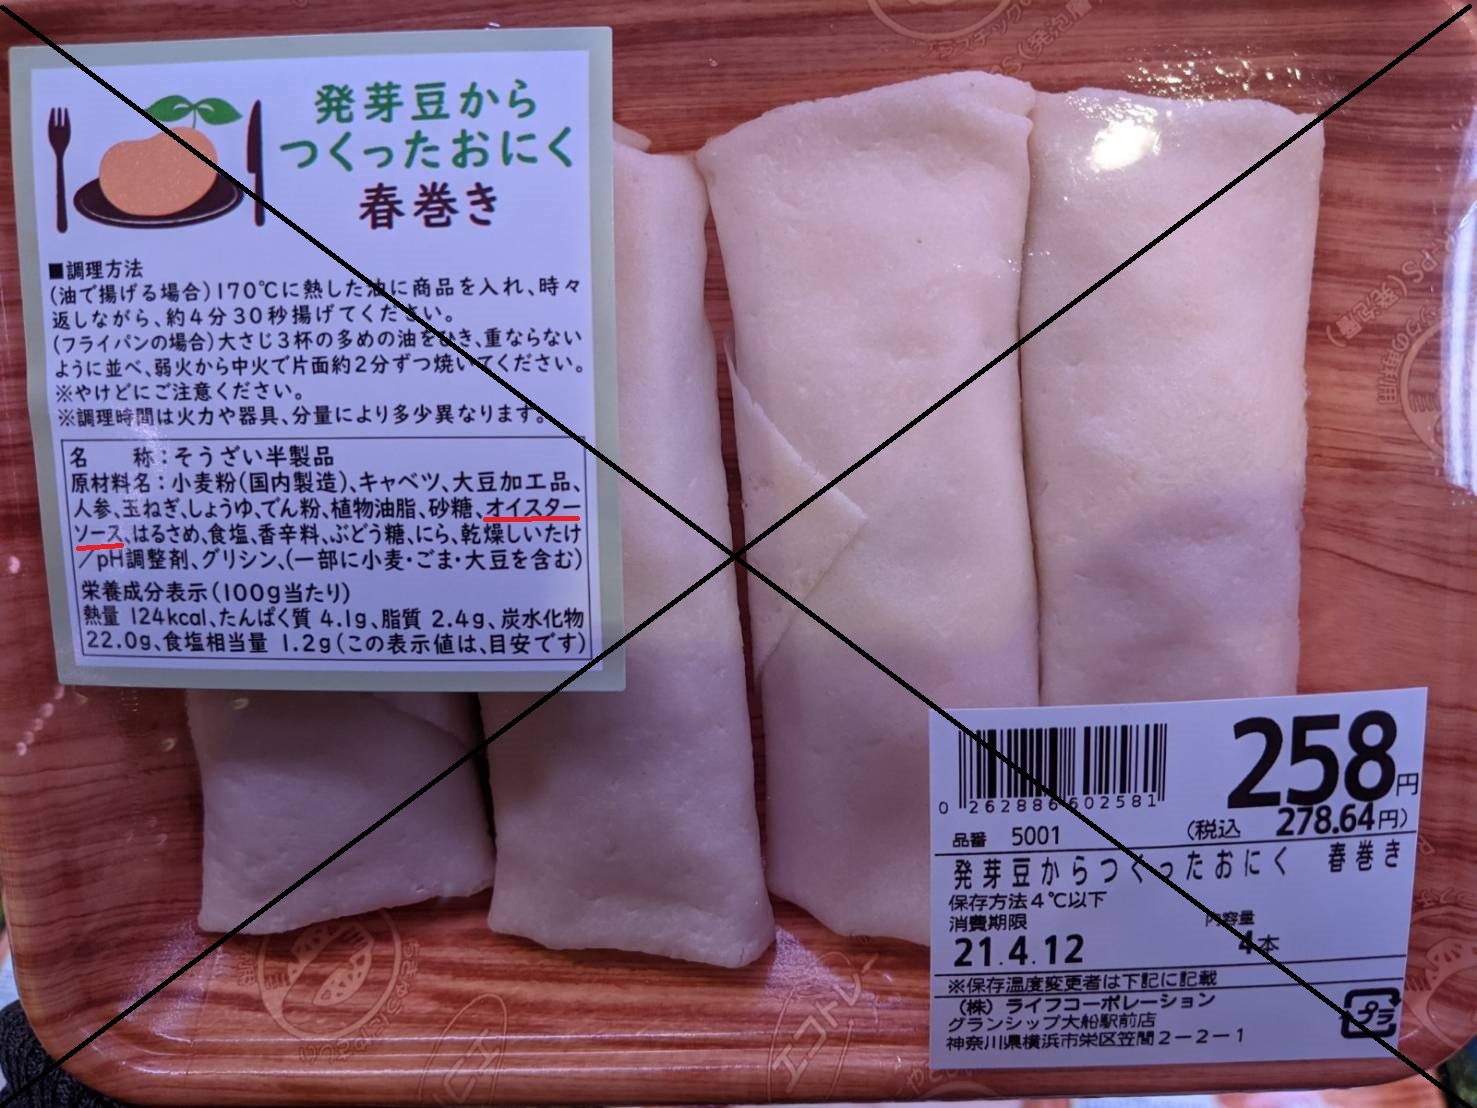 発芽豆から
つくったおにく
春巻き
■調理方法
(油で揚げる場合)170℃に熱した油に商品を入れ、時々
返しながら、約4分30秒揚げてください。
(フライパンの場合)大さじ3杯の多めの油をひき、重ならない
ように並べ、弱火から中火で片面約2分ずつ焼いてください。
※やけどにご注意ください。
※調理時間は火力や器具、分量により多少異なります。
名　称:そうざい半製品
原材料名:小麦粉(国内製造)、キャベツ、大豆加工品、
人参、玉ねぎ、しょうゆ、でん粉、植物油脂、砂糖、オイスター
ソース、はるさめ、食塩、香辛料、ぶどう糖、にら、乾燥しいたけ
/pH調整剤、グリシン、(一部に小麦・ごま・大豆を含む)
栄養成分表示(100g当たり)
熱量 124kcal、たんぱく質 4.1g、脂質 2.4g、炭水化物
22.0g、食塩相当量 1.2g(この表示値は、目安です)
258円
0 262886 602581
(税込 278.64円)
品番 5001
発芽豆からつくったおにく 春巻き
保存方法4℃以下
消費期限 内容量
21.4.12 4本
※保存温度変更者は下記に記載
(株) ライフコーポレーション
グランシップ大船駅前店
神奈川県横浜市栄区笠間2-2-1
プラ
エコトレー